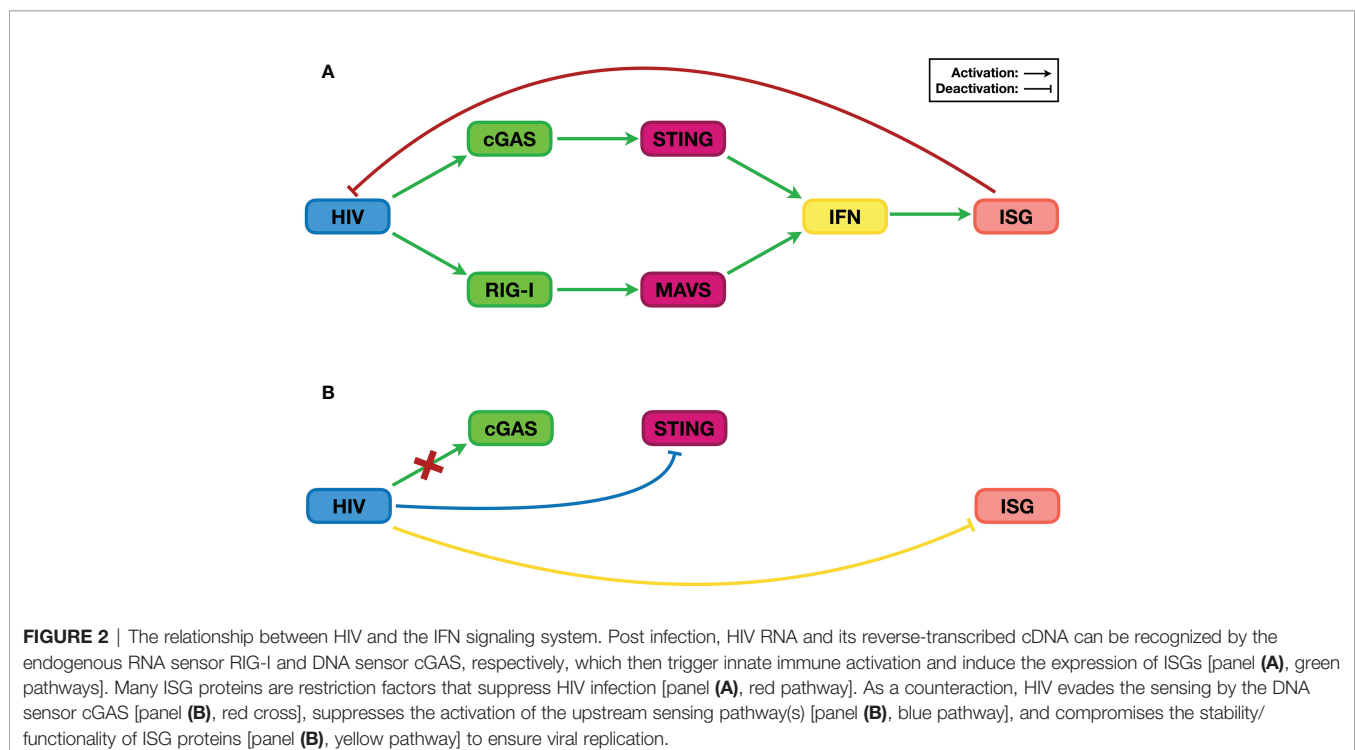 A
Activation:
Deactivation:
cGAS
STING
HIV
IFN
ISG
RIG-I
MAVS
B
cGAS
STING
HIV
ISG
FIGURE 2 | The relationship between HIV and the IFN signaling system. Post infection, HIV RNA and its reverse-transcribed cDNA can be recognized by the
endogenous RNA sensor RIG-I and DNA sensor cGAS, respectively, which then trigger innate immune activation and induce the expression of ISGs [panel (A), green
pathways]. Many ISG proteins are restriction factors that suppress HIV infection [panel (A), red pathway]. As a counteraction, HIV evades the sensing by the DNA
sensor cGAS [panel (B), red cross], suppresses the activation of the upstream sensing pathway(s) [panel (B), blue pathway], and compromises the stability/
functionality of ISG proteins [panel (B), yellow pathway] to ensure viral replication.